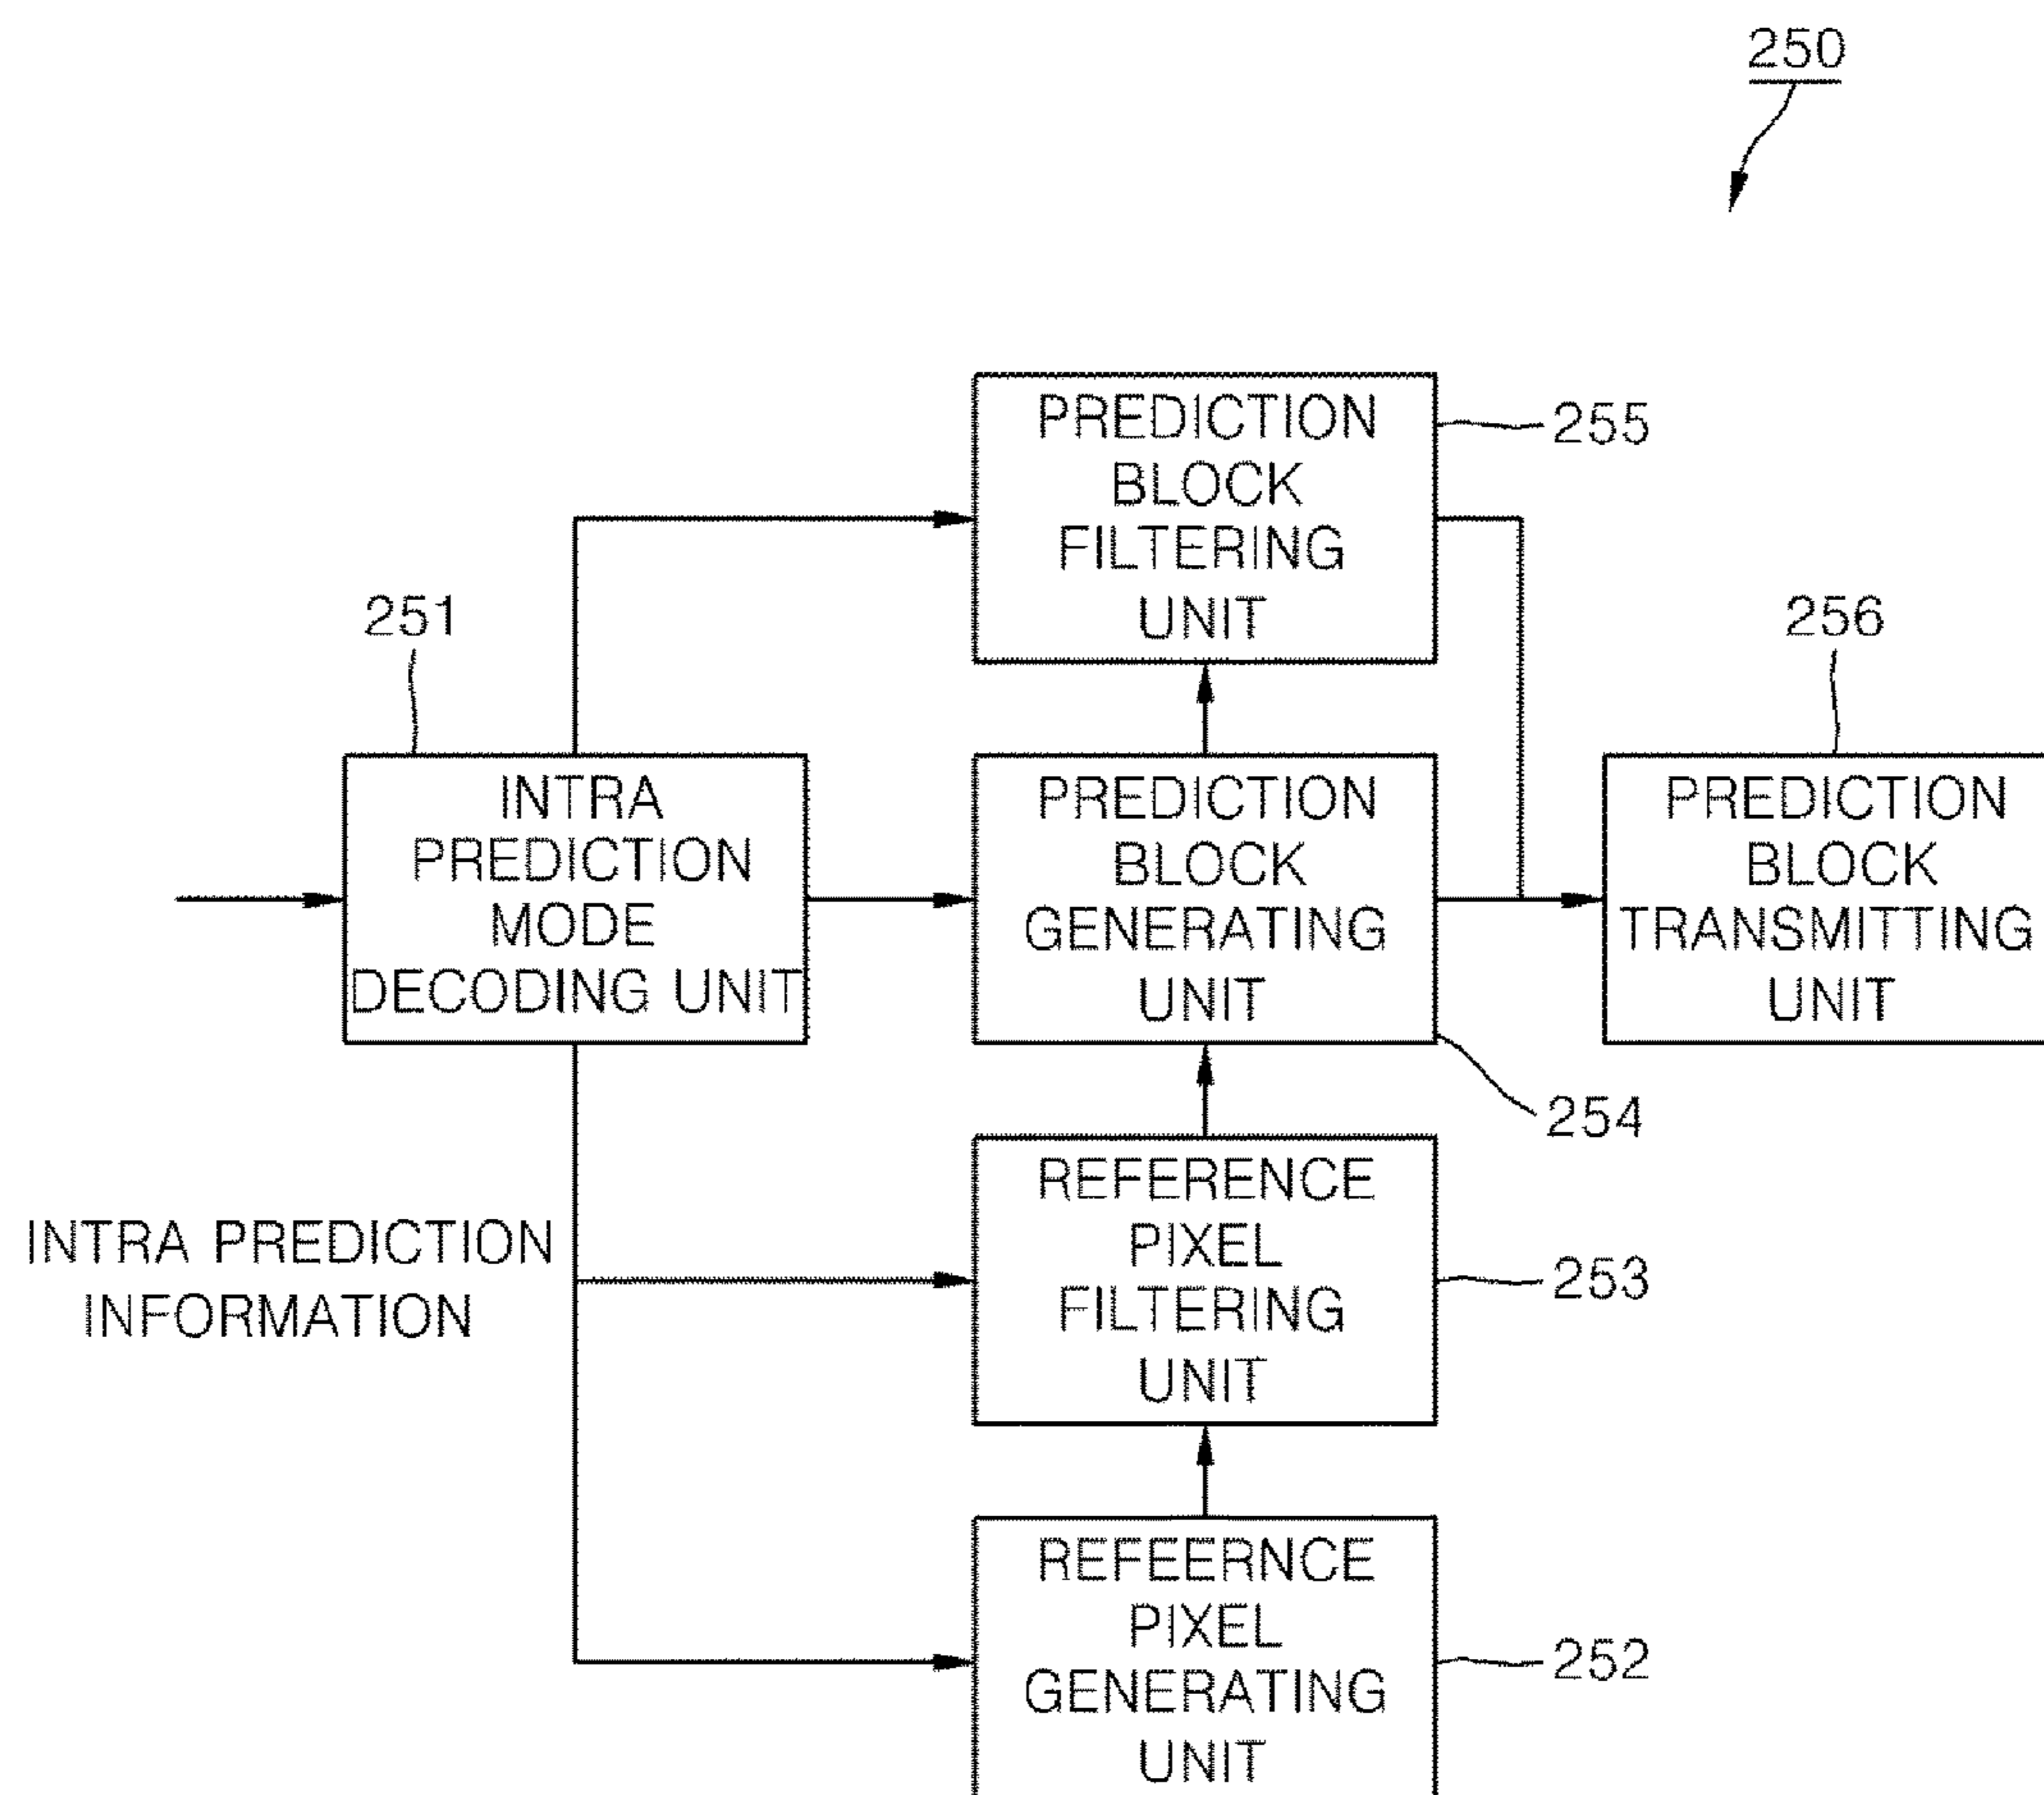 250
PREDICTION
BLOCK
FILTERING
UNIT
255
251
256
INTRA
PREDICTION
MODE
DECODING UNIT
PREDICTION
BLOCK
GENERATING
UNIT
PREDICTION
BLOCK
TRANSMITTING
UNIT
254
INTRA PREDICTION
INFORMATION
REFERENCE
PIXEL
FILTERING
UNIT
253
REFEERNCE
PIXEL
GENERATING
UNIT
252